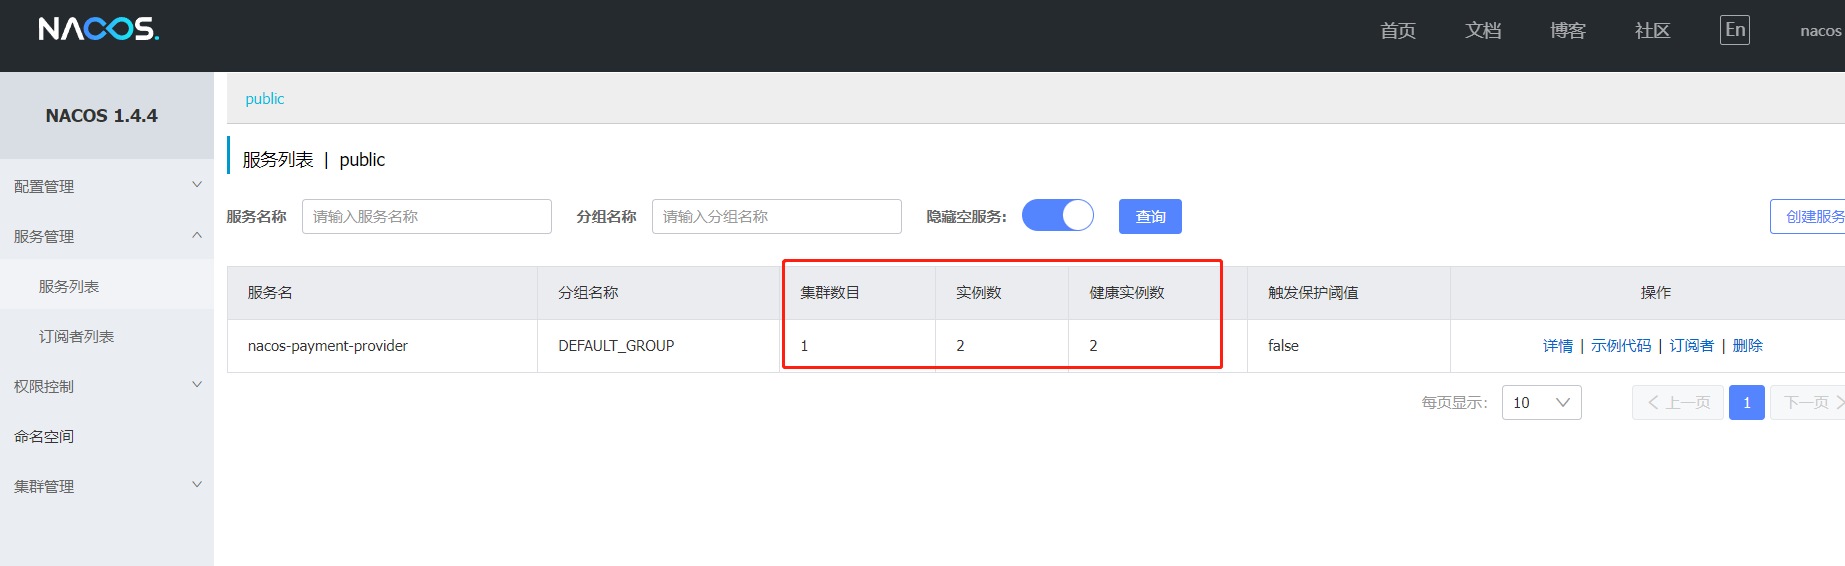 NACOS. 首页 文档 博客 社区 En nacos
NACOS 1.4.4
配置管理
服务管理
服务列表
订阅者列表
权限控制
命名空间
集群管理
public
服务列表 | public
服务名称 请输入服务名称 分组名称 请输入分组名称 隐藏空服务: 查询 创建服务
服务名 分组名称 集群数目 实例数 健康实例数 触发保护阈值 操作
nacos-payment-provider DEFAULT_GROUP 1 2 2 false 详情 | 示例代码 | 订阅者 | 删除
每页显示: 10 上一页 1 下一页